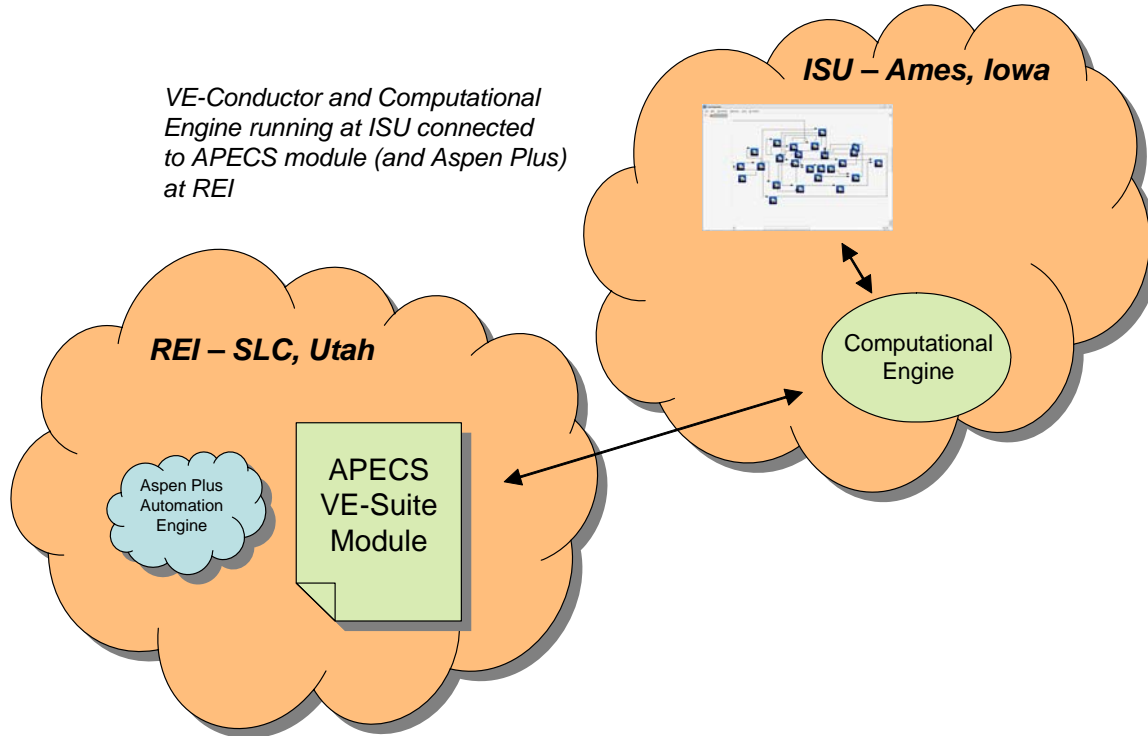 VE-Conductor and Computational
Engine running at ISU connected
to APECS module (and Aspen Plus)
at REI
ISU – Ames, Iowa
Computational
Engine
REI – SLC, Utah
Aspen Plus
Automation
Engine
APECS
VE-Suite
Module